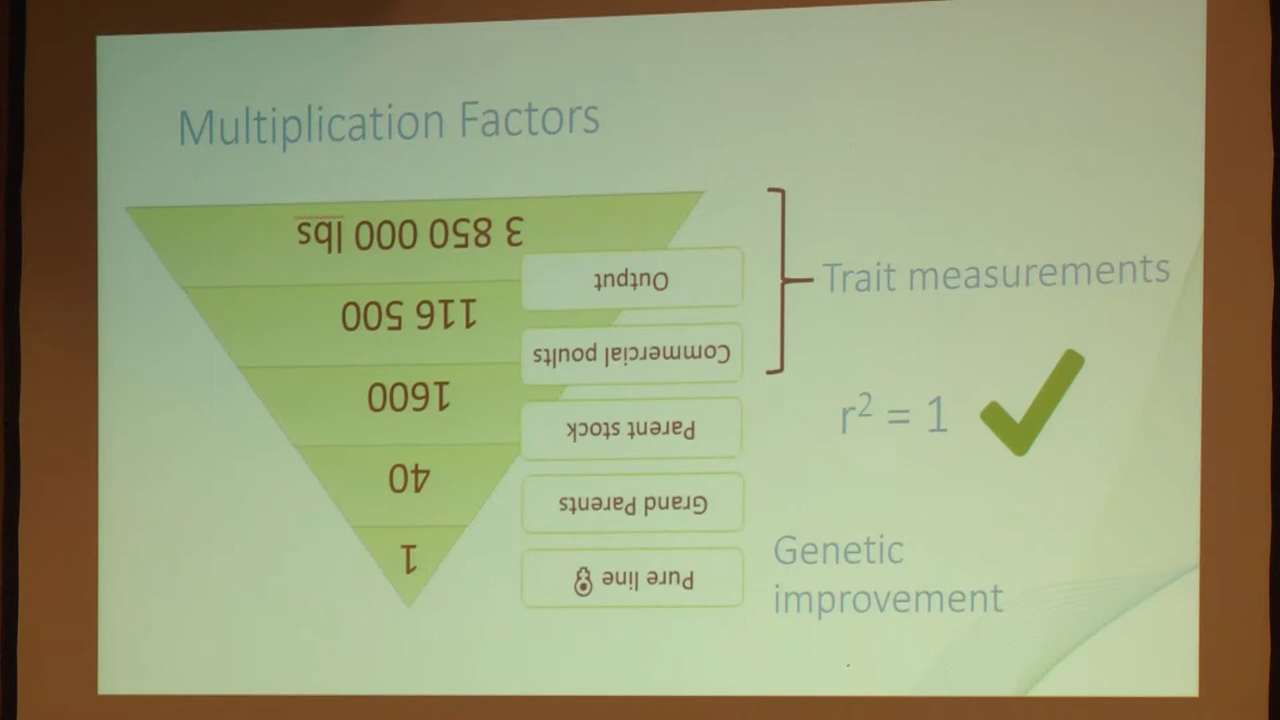 Multiplication Factors
3 850 000 lbs
116 500
1600
40
1
Output
Commercial poults
Parent stock
Grand Parents
Pure line
Trait measurements
r² = 1
Genetic
improvement